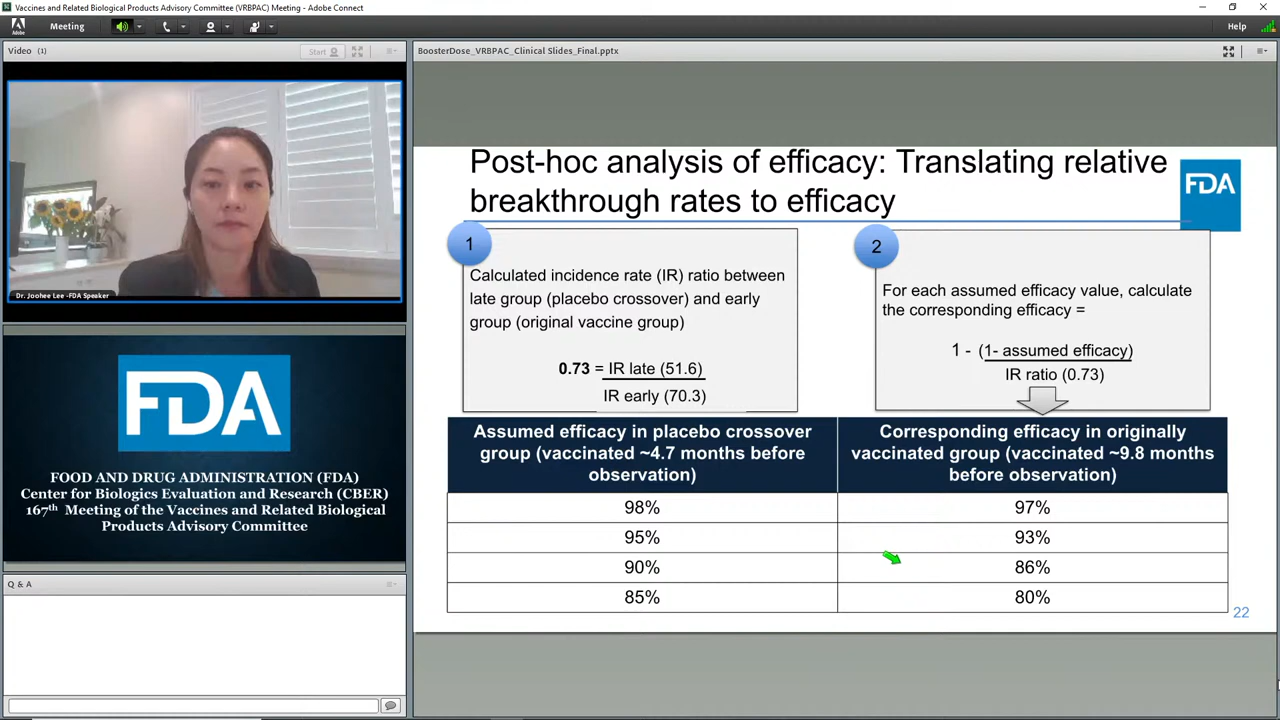 Vaccines and Related Biological Products Advisory Committee (VRBPAC) Meeting - Adobe Connect
Adobe
Meeting
Help
Video (1)
Start
Dr. Joohee Lee -FDA Speaker
FDA
FOOD AND DRUG ADMINISTRATION (FDA)
Center for Biologics Evaluation and Research (CBER)
167th Meeting of the Vaccines and Related Biological
Products Advisory Committee
Q & A
BoosterDose_VRBPAC_Clinical Slides_Final.pptx
Post-hoc analysis of efficacy: Translating relative
breakthrough rates to efficacy
FDA
1
Calculated incidence rate (IR) ratio between
late group (placebo crossover) and early
group (original vaccine group)
0.73 = IR late (51.6)
IR early (70.3)
2
For each assumed efficacy value, calculate
the corresponding efficacy =
1 - (1- assumed efficacy)
IR ratio (0.73)
Assumed efficacy in placebo crossover
group (vaccinated ~4.7 months before
observation)
Corresponding efficacy in originally
vaccinated group (vaccinated ~9.8 months
before observation)
98% 97%
95% 93%
90% 86%
85% 80%
22